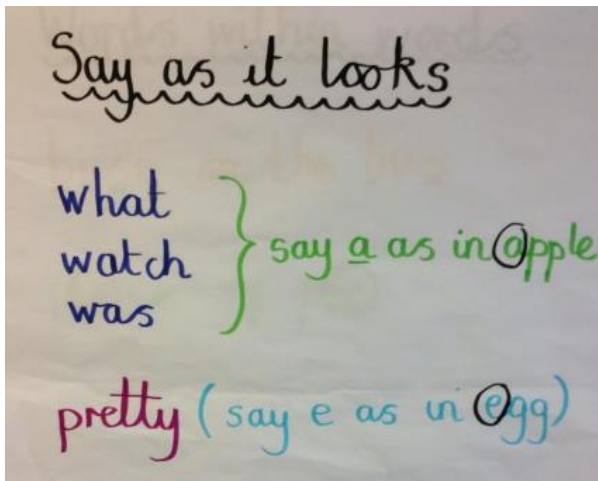 Say as it looks
what
watch
was
say a as in apple
pretty (say e as in egg)